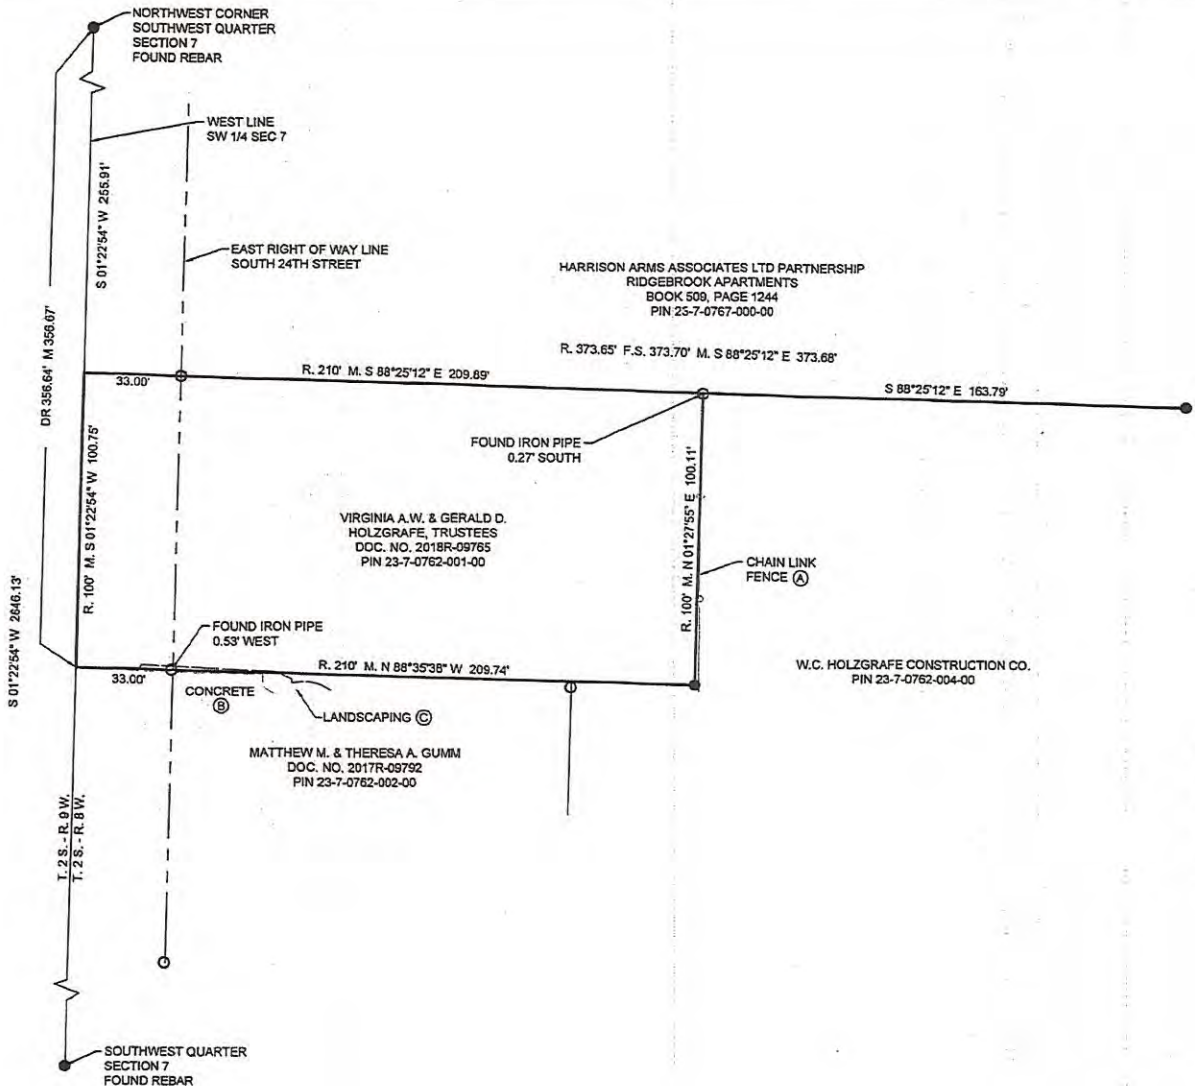 NORTHWEST CORNER
SOUTHWEST QUARTER
SECTION 7
FOUND REBAR
WEST LINE
SW 1/4 SEC 7
S 01°22'54" W 255.91'
EAST RIGHT OF WAY LINE
SOUTH 24TH STREET
HARRISON ARMS ASSOCIATES LTD PARTNERSHIP
RIDGEBROOK APARTMENTS
BOOK 509, PAGE 1244
PIN 23-7-0767-000-00
DR 356.64' M 356.67'
R. 373.65' F.S. 373.70' M. S 88°25'12" E 373.68'
33.00'
R. 210' M. S 88°25'12" E 209.89'
S 88°25'12" E 163.79'
FOUND IRON PIPE
0.27' SOUTH
R. 100' M. S 01°22'54" W 100.75'
VIRGINIA A.W. & GERALD D.
HOLZGRAFE, TRUSTEES
DOC. NO. 2018R-09765
PIN 23-7-0762-001-00
R. 100' M. N 01°27'55" E 100.11'
CHAIN LINK
FENCE Ⓐ
S 01°22'54" W 2646.13'
FOUND IRON PIPE
0.53' WEST
33.00'
R. 210' M. N 88°35'38" W 209.74'
W.C. HOLZGRAFE CONSTRUCTION CO.
PIN 23-7-0762-004-00
CONCRETE
Ⓑ
LANDSCAPING Ⓒ
MATTHEW M. & THERESA A. GUMM
DOC. NO. 2017R-09792
PIN 23-7-0762-002-00
T. 2 S. - R. 9 W.
T. 2 S. - R. 8 W.
SOUTHWEST QUARTER
SECTION 7
FOUND REBAR